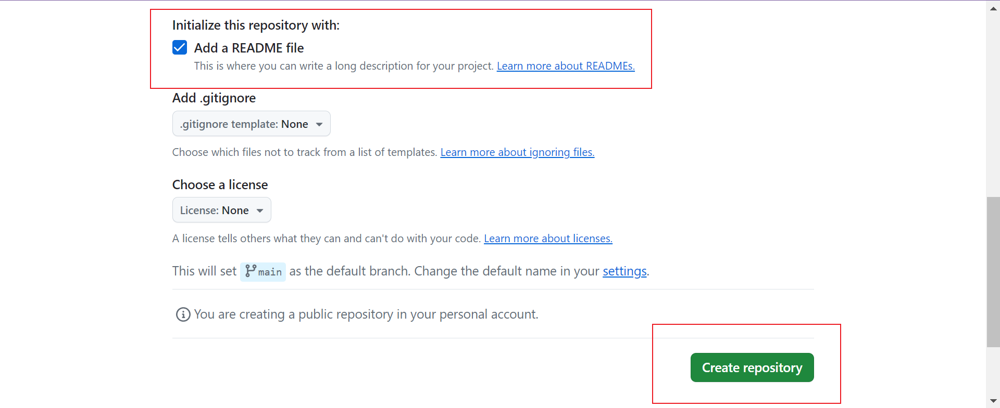 Initialize this repository with:
Add a README file
This is where you can write a long description for your project. Learn more about READMEs.
Add .gitignore
.gitignore template: None
Choose which files not to track from a list of templates. Learn more about ignoring files.
Choose a license
License: None
A license tells others what they can and can't do with your code. Learn more about licenses.
This will set main as the default branch. Change the default name in your settings.
You are creating a public repository in your personal account.
Create repository